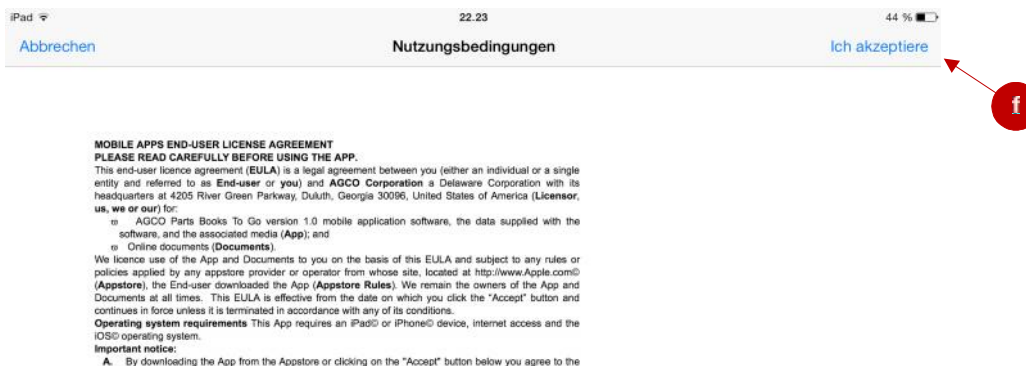 iPad 22.23 44 %
Abbrechen Nutzungsbedingungen Ich akzeptiere
f
MOBILE APPS END-USER LICENSE AGREEMENT
PLEASE READ CAREFULLY BEFORE USING THE APP.
This end-user licence agreement (EULA) is a legal agreement between you (either an individual or a single
entity and referred to as End-user or you) and AGCO Corporation a Delaware Corporation with its
headquarters at 4205 River Green Parkway, Duluth, Georgia 30096, United States of America (Licensor,
us, we or our) for:
AGCO Parts Books To Go version 1.0 mobile application software, the data supplied with the
software, and the associated media (App); and
Online documents (Documents).
We licence use of the App and Documents to you on the basis of this EULA and subject to any rules or
policies applied by any appstore provider or operator from whose site, located at http://www.Apple.com©
(Appstore), the End-user downloaded the App (Appstore Rules). We remain the owners of the App and
Documents at all times. This EULA is effective from the date on which you click the "Accept" button and
continues in force unless it is terminated in accordance with any of its conditions.
Operating system requirements This App requires an iPad© or iPhone© device, internet access and the
iOS© operating system.
Important notice:
A. By downloading the App from the Appstore or clicking on the "Accept" button below you agree to the